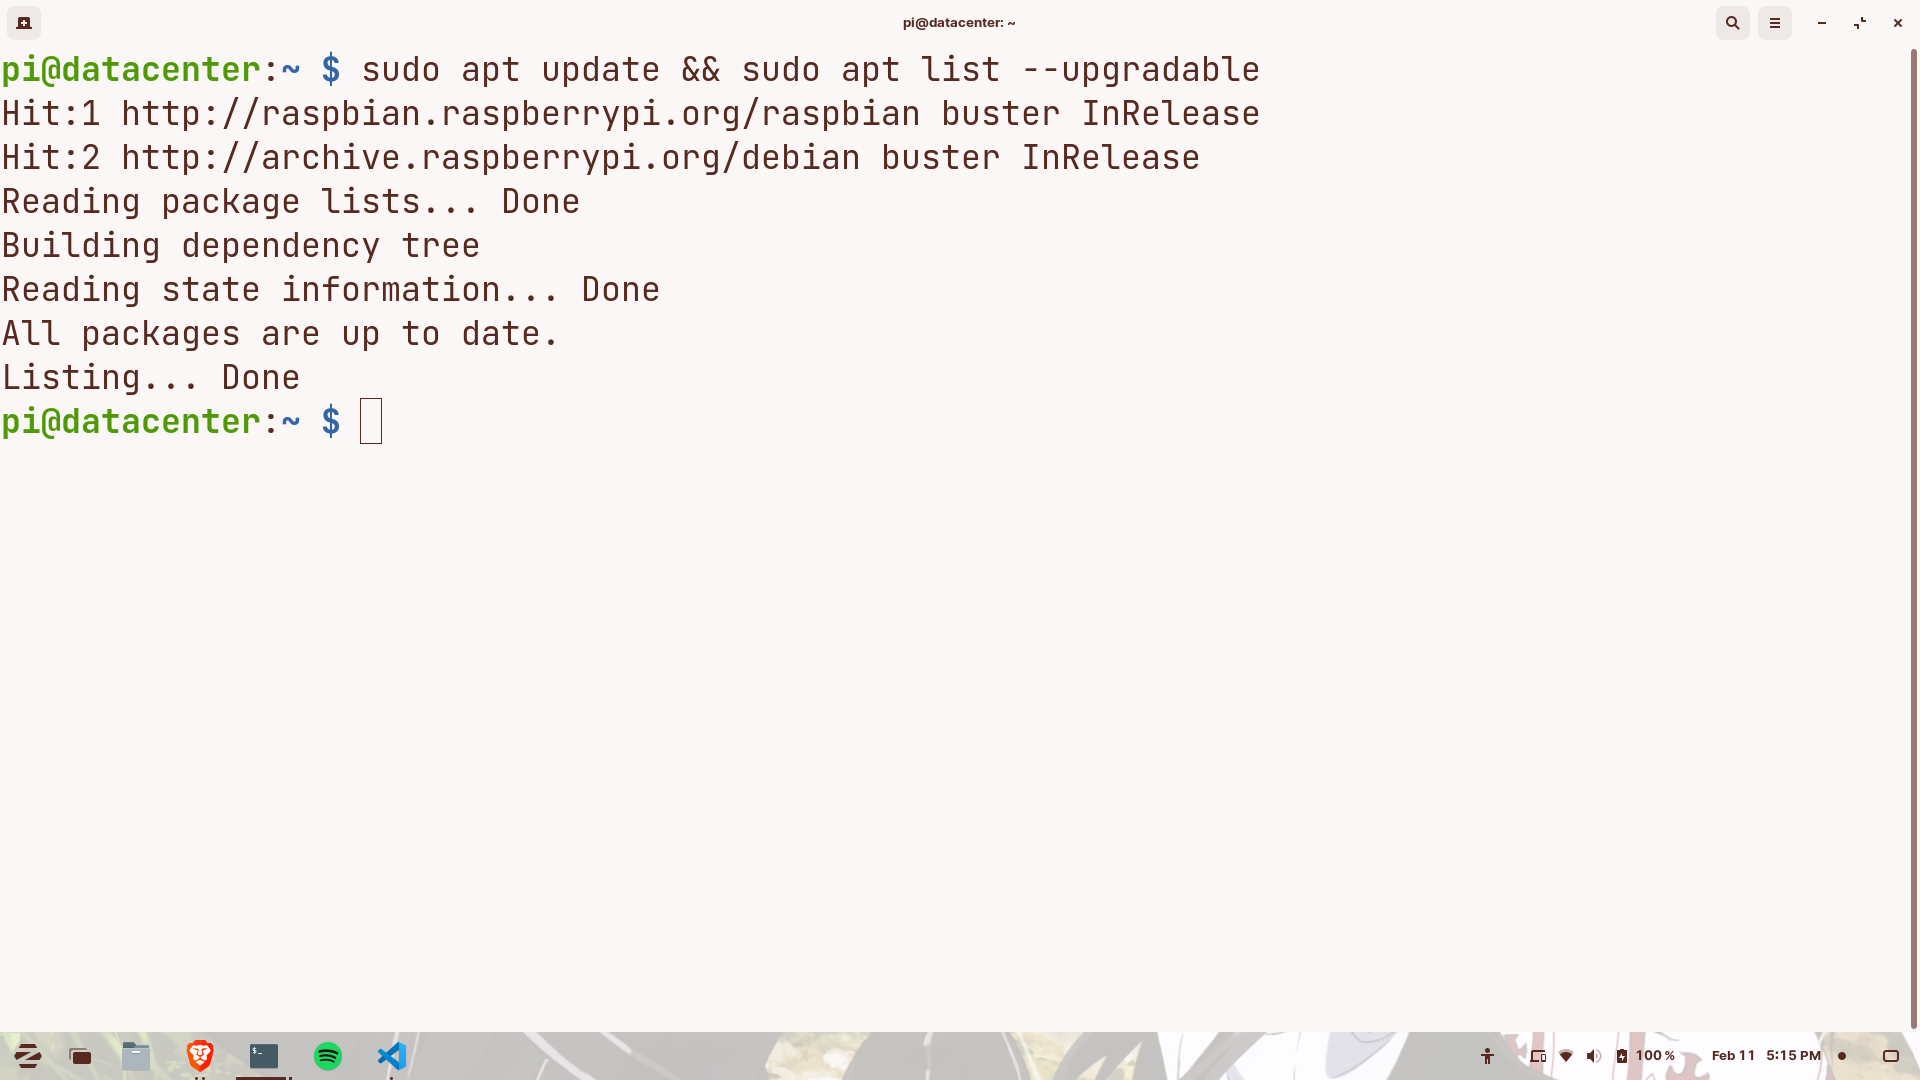 pi@datacenter: ~
pi@datacenter:~ $ sudo apt update && sudo apt list --upgradable
Hit:1 http://raspbian.raspberrypi.org/raspbian buster InRelease
Hit:2 http://archive.raspberrypi.org/debian buster InRelease
Reading package lists... Done
Building dependency tree
Reading state information... Done
All packages are up to date.
Listing... Done
pi@datacenter:~ $
100 % Feb 11 5:15 PM